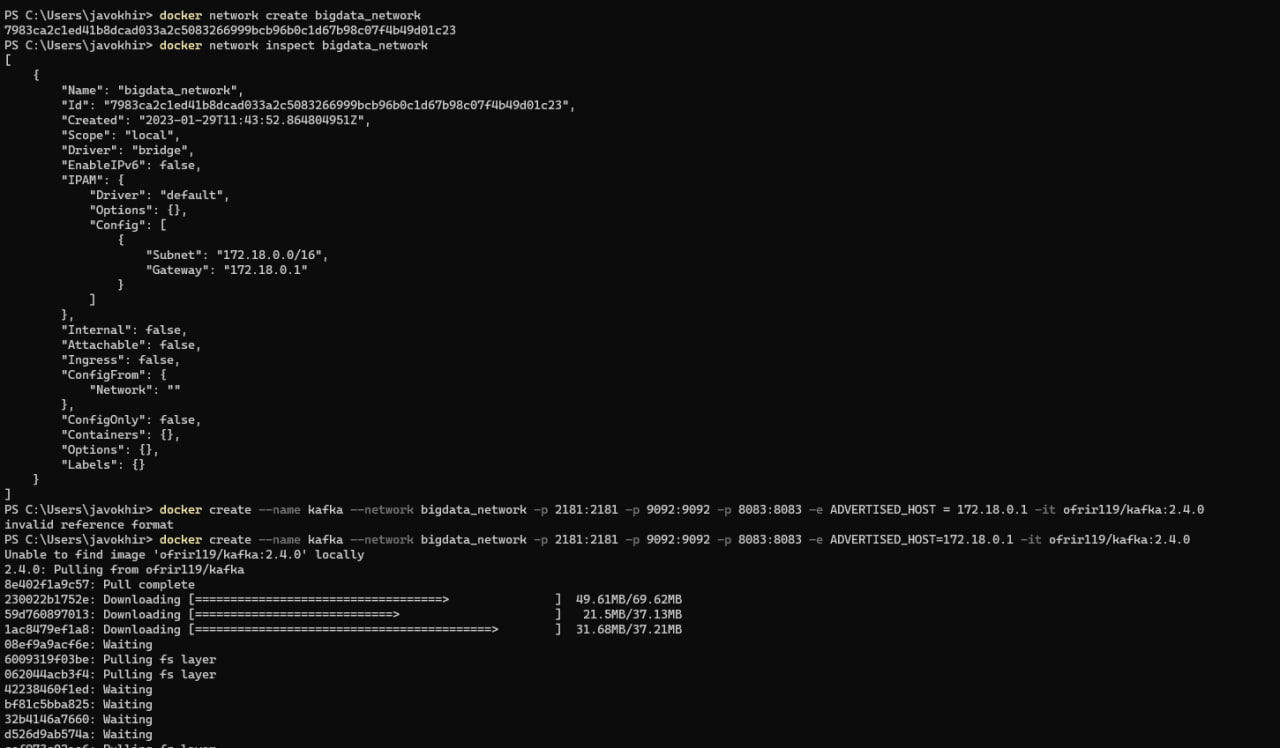 PS C:\Users\javokhir> docker network create bigdata_network
7983ca2c1ed41b8dcad033a2c5083266999bcb96b0c1d67b98c07f4b49d01c23
PS C:\Users\javokhir> docker network inspect bigdata_network
[
    {
        "Name": "bigdata_network",
        "Id": "7983ca2c1ed41b8dcad033a2c5083266999bcb96b0c1d67b98c07f4b49d01c23",
        "Created": "2023-01-29T11:43:52.864804951Z",
        "Scope": "local",
        "Driver": "bridge",
        "EnableIPv6": false,
        "IPAM": {
            "Driver": "default",
            "Options": {},
            "Config": [
                {
                    "Subnet": "172.18.0.0/16",
                    "Gateway": "172.18.0.1"
                }
            ]
        },
        "Internal": false,
        "Attachable": false,
        "Ingress": false,
        "ConfigFrom": {
            "Network": ""
        },
        "ConfigOnly": false,
        "Containers": {},
        "Options": {},
        "Labels": {}
    }
]
PS C:\Users\javokhir> docker create --name kafka --network bigdata_network -p 2181:2181 -p 9092:9092 -p 8083:8083 -e ADVERTISED_HOST = 172.18.0.1 -it ofrir119/kafka:2.4.0
invalid reference format
PS C:\Users\javokhir> docker create --name kafka --network bigdata_network -p 2181:2181 -p 9092:9092 -p 8083:8083 -e ADVERTISED_HOST=172.18.0.1 -it ofrir119/kafka:2.4.0
Unable to find image 'ofrir119/kafka:2.4.0' locally
2.4.0: Pulling from ofrir119/kafka
8e402f1a9c57: Pull complete
230022b1752e: Downloading [==================================>               ]  49.61MB/69.62MB
59d760897013: Downloading [============================>                     ]   21.5MB/37.13MB
1ac8479ef1a8: Downloading [==========================================>        ]  31.68MB/37.21MB
08ef9a9acf6e: Waiting
6009319f03be: Pulling fs layer
062044acb3f4: Pulling fs layer
42238460f1ed: Waiting
bf81c5bba825: Waiting
32b4146a7660: Waiting
d526d9ab574a: Waiting
Pulling fs layer